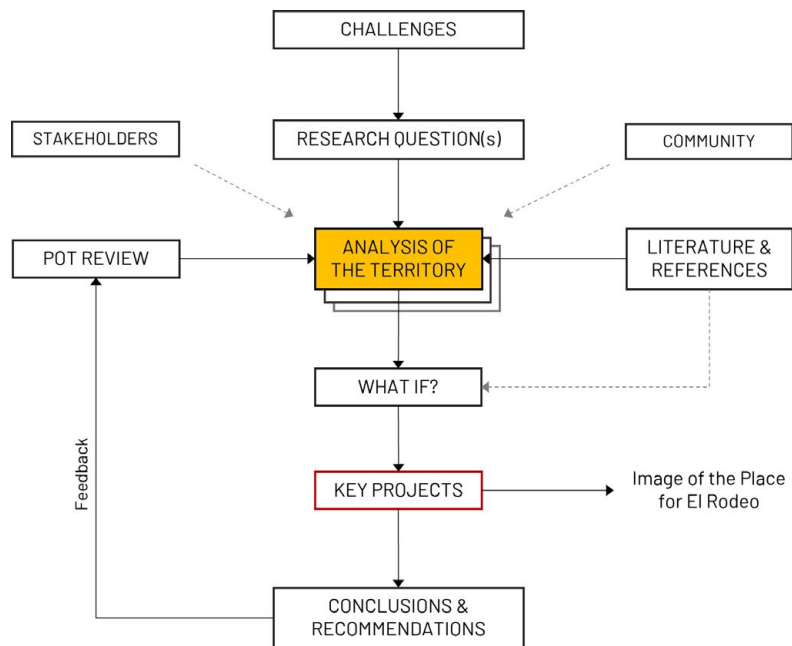 CHALLENGES
STAKEHOLDERS
RESEARCH QUESTION(s)
COMMUNITY
POT REVIEW
ANALYSIS OF
THE TERRITORY
LITERATURE &
REFERENCES
WHAT IF?
Feedback
KEY PROJECTS
Image of the Place
for El Rodeo
CONCLUSIONS &
RECOMMENDATIONS